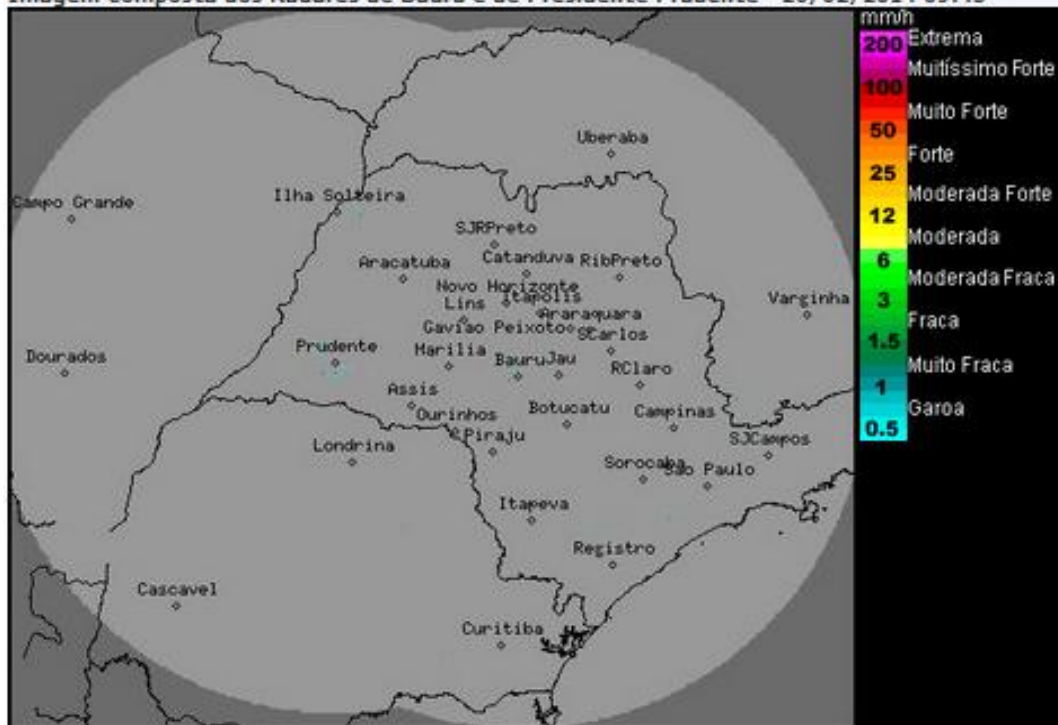 mm/h
200 Extrema
Muitíssimo Forte
100
Muito Forte
50
Forte
25
Moderada Forte
12
Moderada
6
Moderada Fraca
3
Fraca
1.5
Muito Fraca
1
Garoa
0.5
Uberaba
Ilha Solteira
Campo Grande
SJRPreto
Catanduva
RibPreto
Aracatuba
Novo Horizonte
Varginha
Itapolis
Lins
Araraquara
Gaviao Peixoto
SCarlos
Prudente
Marilia
Dourados
Bauru
Jau
RClaro
Assis
Ourinhos
Botucatu
Campinas
Piraju
SJCampos
Londrina
Sorocaba
Sao Paulo
Itapeva
Registro
Cascavel
Curitiba